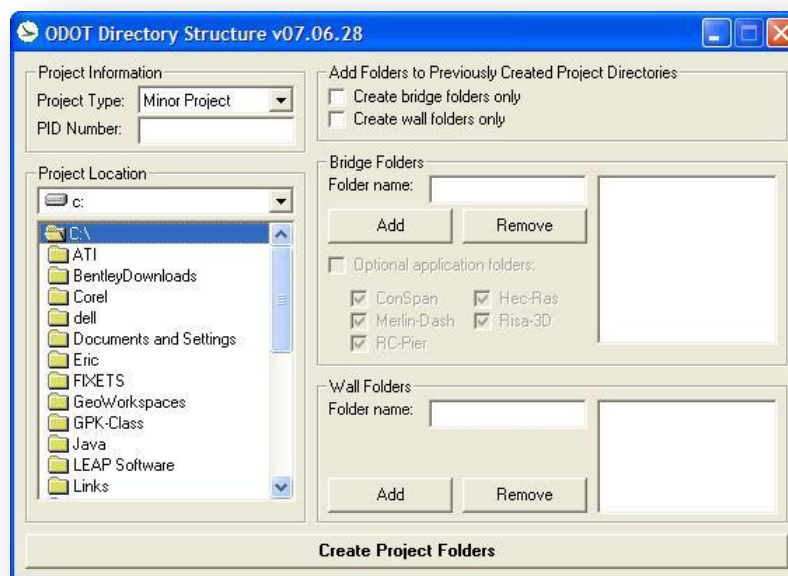 ODOT Directory Structure v07.06.28
Project Information
Project Type: Minor Project
PID Number:
Project Location
c:
C:\
ATI
BentleyDownloads
Corel
dell
Documents and Settings
Eric
FIXETS
GeoWorkspaces
GPK-Class
Java
LEAP Software
Links
Add Folders to Previously Created Project Directories
Create bridge folders only
Create wall folders only
Bridge Folders
Folder name:
Add Remove
Optional application folders:
ConSpan Hec-Ras
Merlin-Dash Risa-3D
RC-Pier
Wall Folders
Folder name:
Add Remove
Create Project Folders